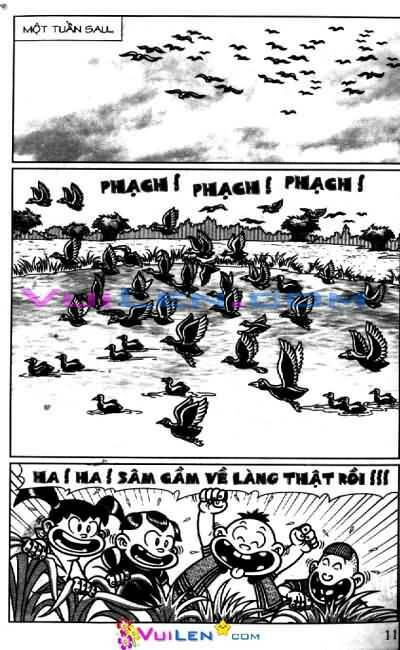 MỘT TUẦN SAU...
PHẠCH! PHẠCH! PHẠCH!
VUILEN.COM
HA! HA! SÂM CẦM VỀ LÀNG THẬT RỒI!!!
11
VUILEN.COM